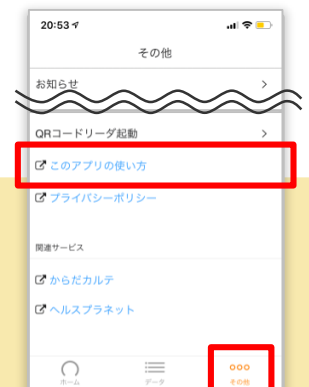 20:53
その他
お知らせ
QRコードリーダ起動
このアプリの使い方
プライバシーポリシー
関連サービス
からだカルテ
ヘルスプラネット
ホーム データ その他